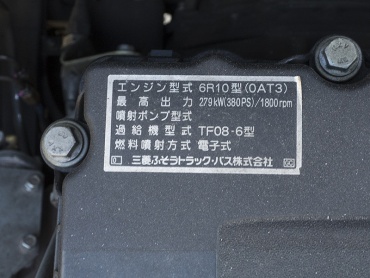 エンジン型式 6R10型(0AT3)
最高出力 279kW(380PS)/1800rpm
噴射ポンプ型式
過給機型式 TF08-6型
燃料噴射方式 電子式
三菱ふそうトラック・バス株式会社